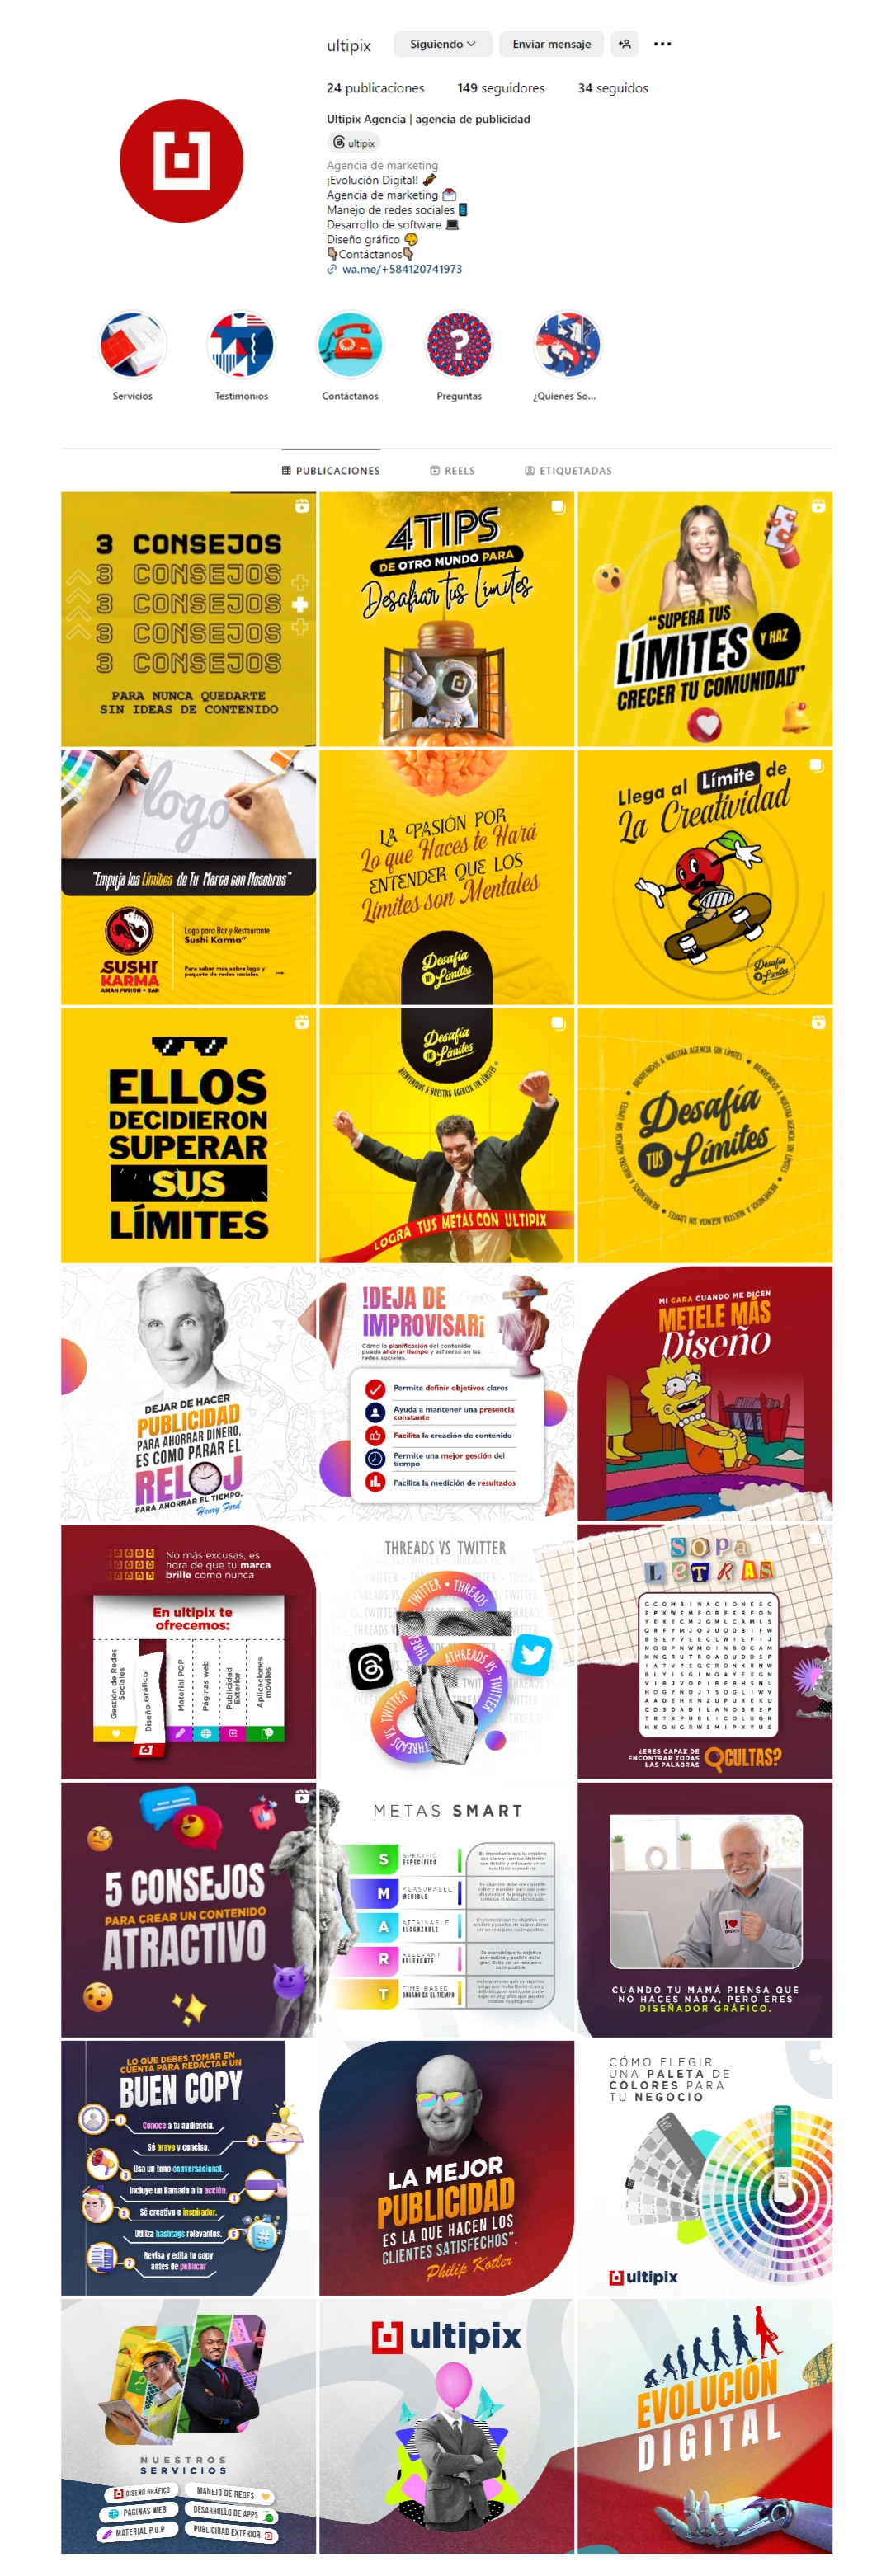 ultipix
Siguiendo
Enviar mensaje
24 publicaciones
149 seguidores
34 seguidos
Ultipix Agencia | agencia de publicidad
ultipix
Agencia de marketing
¡Evolución Digital!
Agencia de marketing
Manejo de redes sociales
Desarrollo de software
Diseño gráfico
Contáctanos
wa.me/+584120741973
Servicios
Testimonios
Contáctanos
Preguntas
¿Quienes So...
PUBLICACIONES
REELS
ETIQUETADAS
3 CONSEJOS
3 CONSEJOS
3 CONSEJOS
3 CONSEJOS
3 CONSEJOS
PARA NUNCA QUEDARTE
SIN IDEAS DE CONTENIDO
4 TIPS
DE OTRO MUNDO PARA
Desafiar tus Límites
"SUPERA TUS
LÍMITES
Y HAZ
CRECER TU COMUNIDAD"
logo
"Empuja los Límites de Tu Marca con Nosotros"
SUSHI
KARMA
ASIAN FUSION + BAR
Logo para Bar y Restaurante
Sushi Karma"
Para saber más sobre logo y
paquete de redes sociales
LA PASIÓN POR
Lo que Haces te Hará
ENTENDER QUE LOS
Límites son Mentales
Desafía
TUS Límites
Llega al Límite de
La Creatividad
Desafía
TUS Límites
ELLOS
DECIDIERON
SUPERAR
SUS
LÍMITES
Desafía
TUS Límites
BIENVENIDOS A NUESTRA AGENCIA SIN LÍMITES
LOGRA TUS METAS CON ULTIPIX
BIENVENIDOS A NUESTRA AGENCIA SIN LÍMITES
Desafía
TUS Límites
DEJAR DE HACER
PUBLICIDAD
PARA AHORRAR DINERO,
ES COMO PARAR EL
RELOJ
PARA AHORRAR EL TIEMPO.
Henry Ford
!DEJA DE
IMPROVISAR¡
Cómo la planificación del contenido
puede ahorrar tiempo y esfuerzo en las
redes sociales.
Permite definir objetivos claros
Ayuda a mantener una presencia
constante
Facilita la creación de contenido
Permite una mejor gestión del
tiempo
Facilita la medición de resultados
MI CARA CUANDO ME DICEN
METELE MÁS
Diseño
No más excusas, es
hora de que tu marca
brille como nunca
En ultipix te
ofrecemos:
Gestión de Redes
Sociales
Diseño Gráfico
Material POP
Páginas web
Publicidad
Exterior
Aplicaciones
móviles
THREADS VS TWITTER
TWITTER • THREADS
THREADS VS. TWITTER
SOPA
LETRAS
¿ERES CAPAZ DE
ENCONTRAR TODAS
LAS PALABRAS
OCULTAS?
5 CONSEJOS
PARA CREAR UN CONTENIDO
ATRACTIVO
METAS SMART
S
SPECIFIC
ESPECÍFICO
M
MEASURABLE
MEDIBLE
A
ATTAINABLE
ALCANZABLE
R
RELEVANT
RELEVANTE
T
TIME-BASED
BASADO EN EL TIEMPO
CUANDO TU MAMÁ PIENSA QUE
NO HACES NADA, PERO ERES
DISEÑADOR GRÁFICO.
LO QUE DEBES TOMAR EN
CUENTA PARA REDACTAR UN
BUEN COPY
1
Conoce a tu audiencia.
Sé breve y conciso.
2
3
Usa un tono conversacional.
Incluye un llamado a la acción.
4
5
Sé creativo e inspirador.
Utiliza hashtags relevantes.
6
7
Revisa y edita tu copy
antes de publicar
LA MEJOR
PUBLICIDAD
ES LA QUE HACEN LOS
CLIENTES SATISFECHOS".
Philip Kotler
CÓMO ELEGIR
UNA PALETA DE
COLORES PARA
TU NEGOCIO
ultipix
NUESTROS
SERVICIOS
DISEÑO GRÁFICO
MANEJO DE REDES
PÁGINAS WEB
DESARROLLO DE APPS
MATERIAL P.O.P
PUBLICIDAD EXTERIOR
ultipix
EVOLUCIÓN
DIGITAL